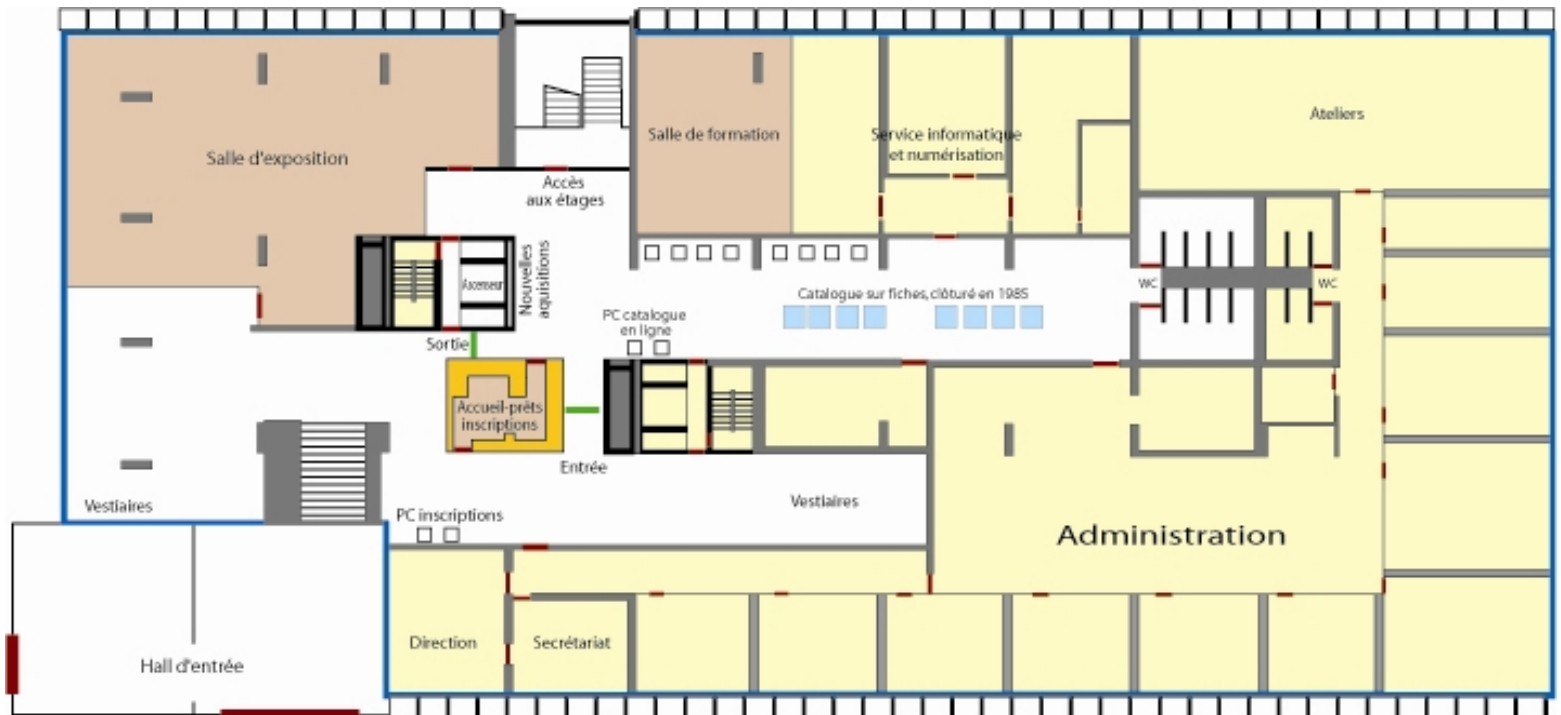 Ateliers
Salle de formation
Service informatique
et numérisation
Salle d'exposition
Accès
aux étages
Nouvelles
aquisitions
Ascenseur
WC
WC
Catalogue sur fiches, clôturé en 1985
PC catalogue
en ligne
Sortie
Accueil-prêts
inscriptions
Entrée
Vestiaires
Vestiaires
PC inscriptions
Administration
Direction
Secrétariat
Hall d'entrée